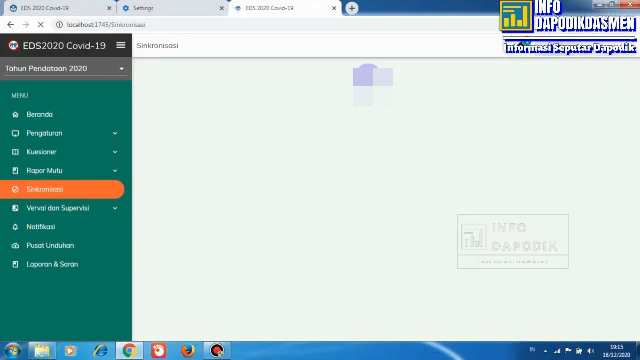 EDS 2020 Covid-19
Settings
EDS 2020 Covid-19
localhost:1745/Sinkronisasi
INFO
DAPODIKDASMEN
Informasi Seputar Dapodik
EDS2020 Covid-19
Sinkronisasi
Tahun Pendataan 2020
MENU
Beranda
Pengaturan
Kuesioner
Rapor Mutu
Sinkronisasi
Verval dan Supervisi
Notifikasi
Pusat Unduhan
Laporan & Saran
INFO
DAPODIK
IN
19:15
18/12/2020